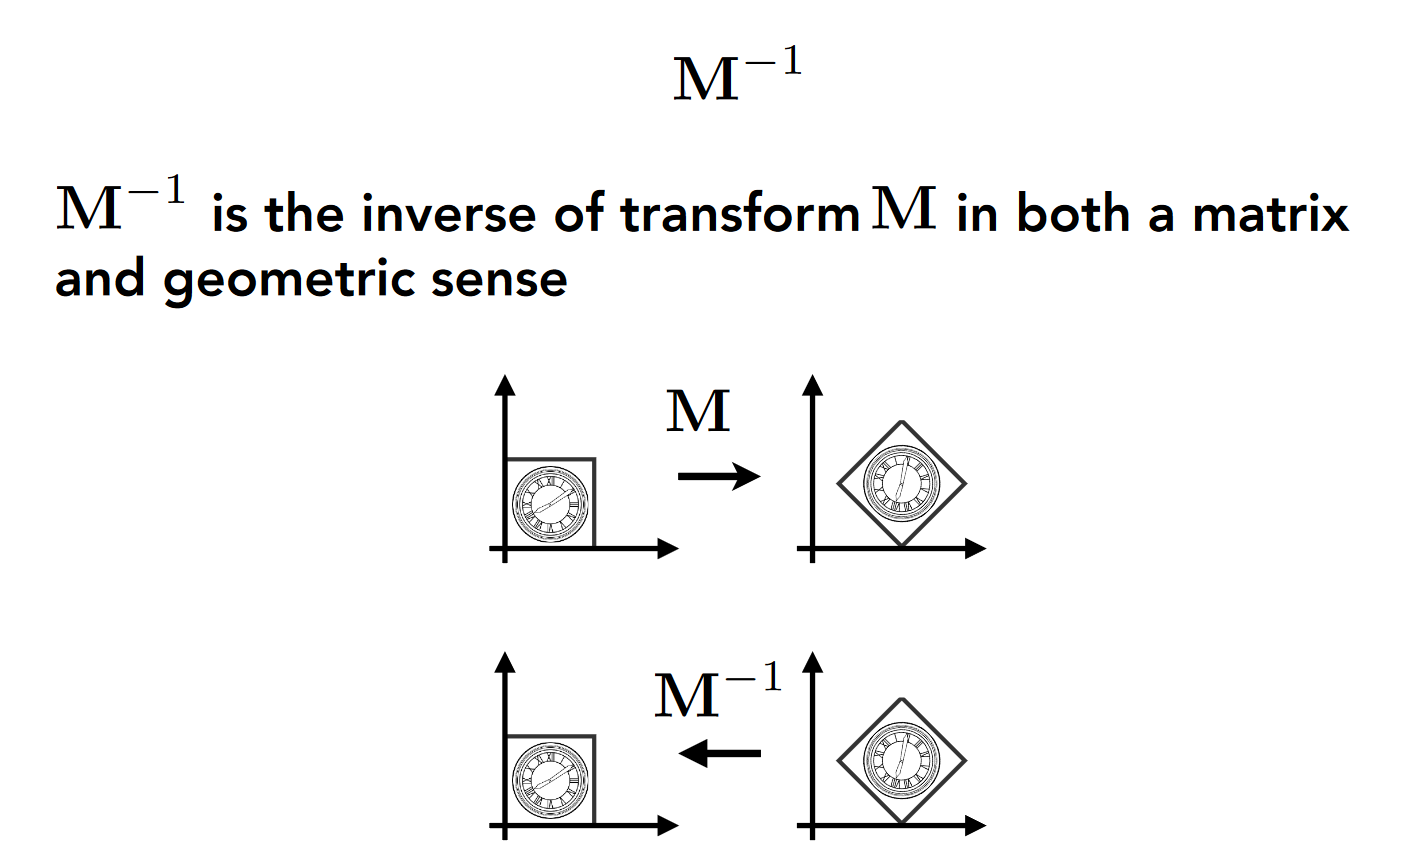 M⁻¹
M⁻¹ is the inverse of transform M in both a matrix
and geometric sense
M
M⁻¹